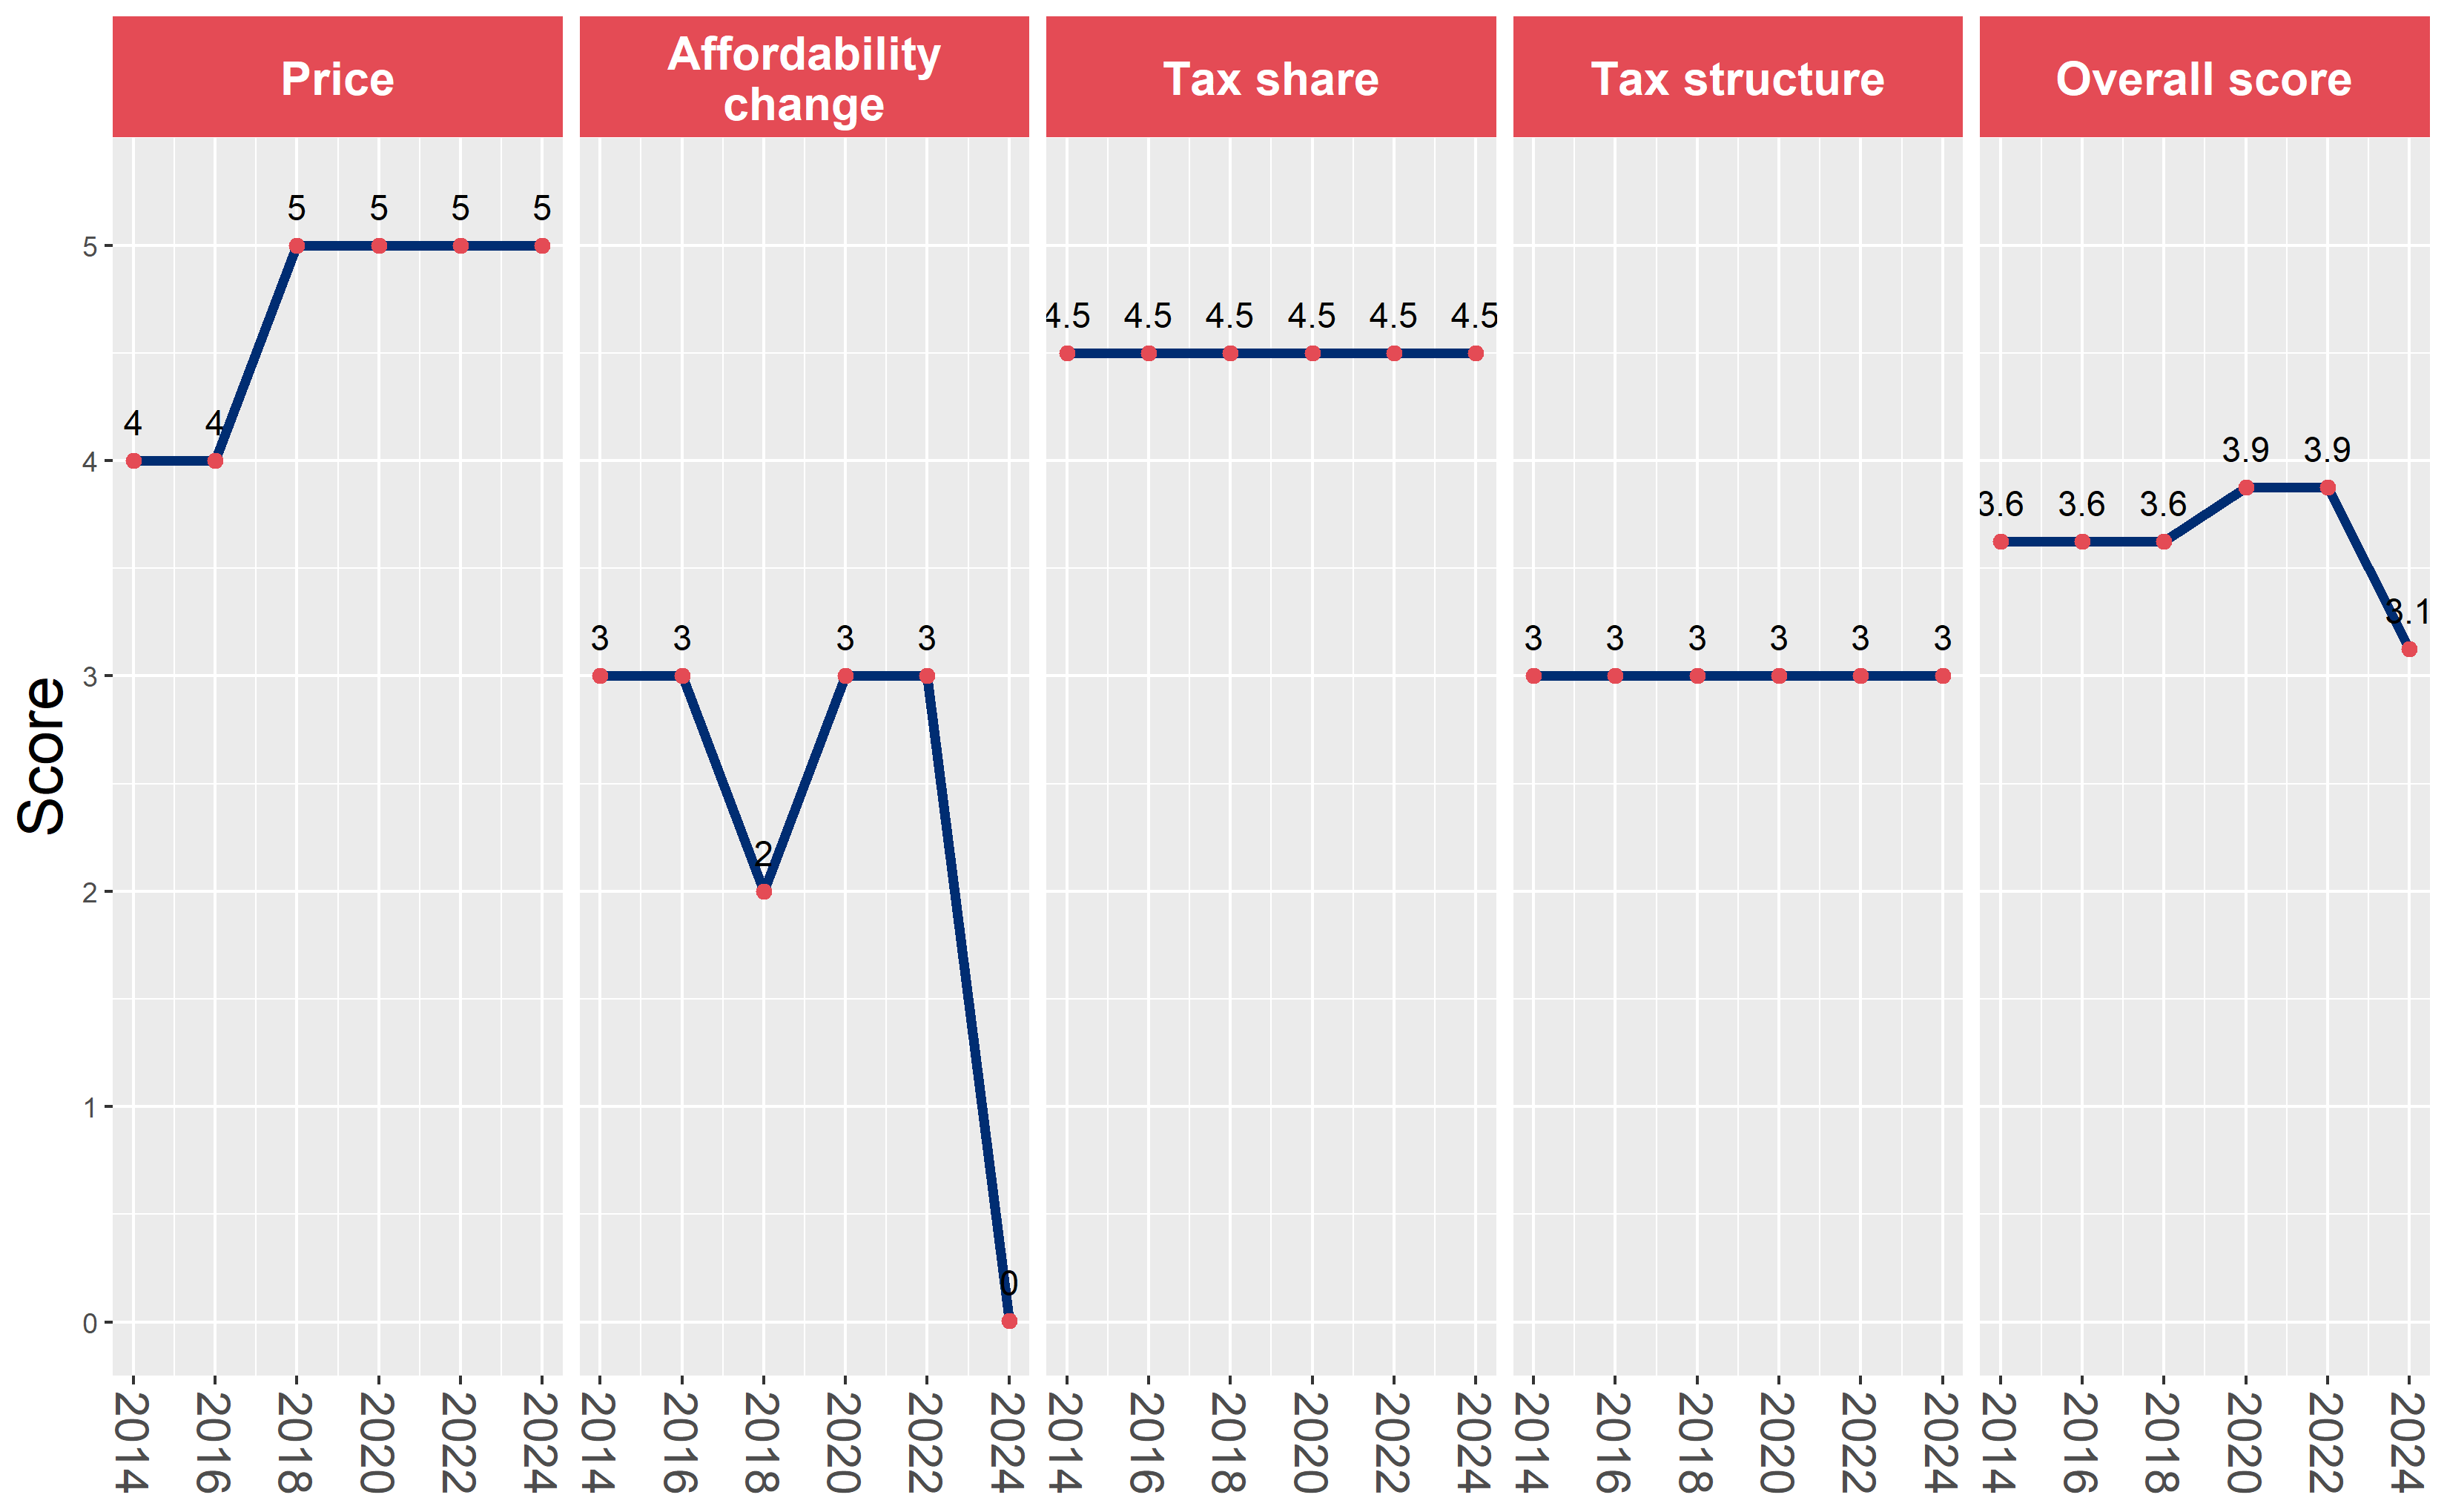 Price
Affordability
change
Tax share
Tax structure
Overall score
Score
5
4
3
2
1
0
4 4 5 5 5 5
3 3 2 3 3 0
4.5 4.5 4.5 4.5 4.5 4.5
3 3 3 3 3 3
3.6 3.6 3.6 3.9 3.9 3.1
2014 2016 2018 2020 2022 2024
2014 2016 2018 2020 2022 2024
2014 2016 2018 2020 2022 2024
2014 2016 2018 2020 2022 2024
2014 2016 2018 2020 2022 2024